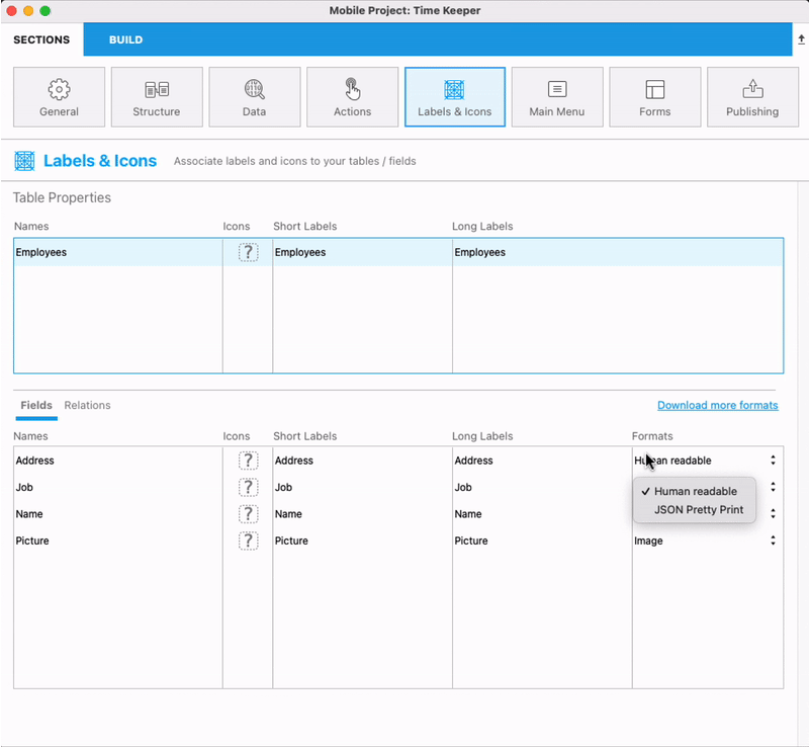 Mobile Project: Time Keeper
SECTIONS BUILD
General Structure Data Actions Labels & Icons Main Menu Forms Publishing
Labels & Icons Associate labels and icons to your tables / fields
Table Properties
Names Icons Short Labels Long Labels
Employees ? Employees Employees
Fields Relations Download more formats
Names Icons Short Labels Long Labels Formats
Address ? Address Address Human readable
Job ? Job Job
✓ Human readable
Name ? Name Name
JSON Pretty Print
Picture ? Picture Picture Image